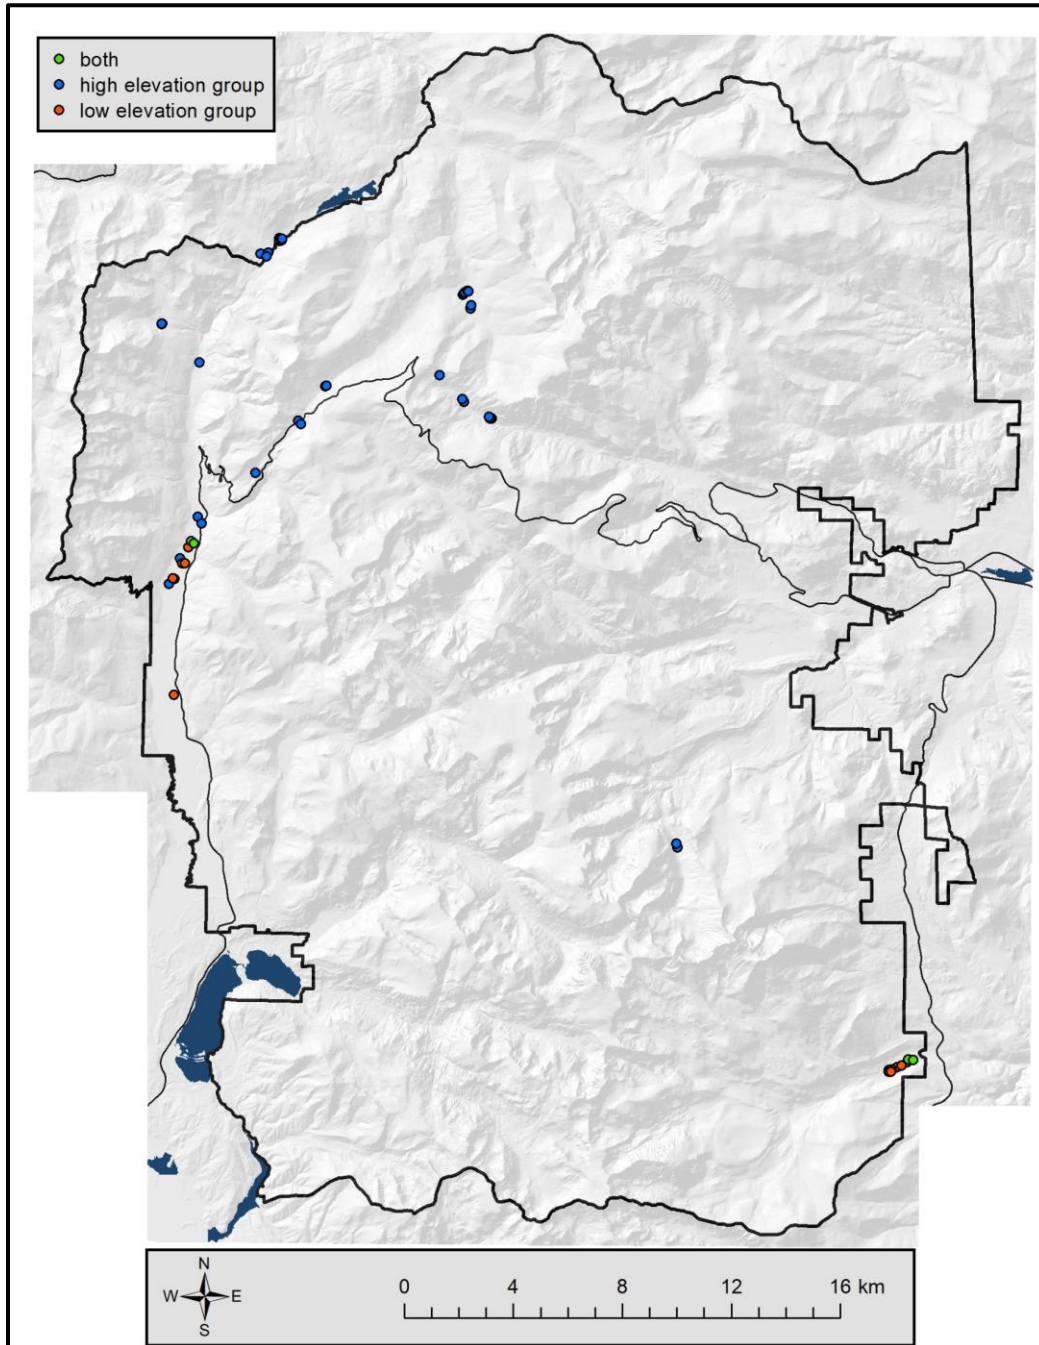 both
high elevation group
low elevation group
N
W E
S
0 4 8 12 16 km